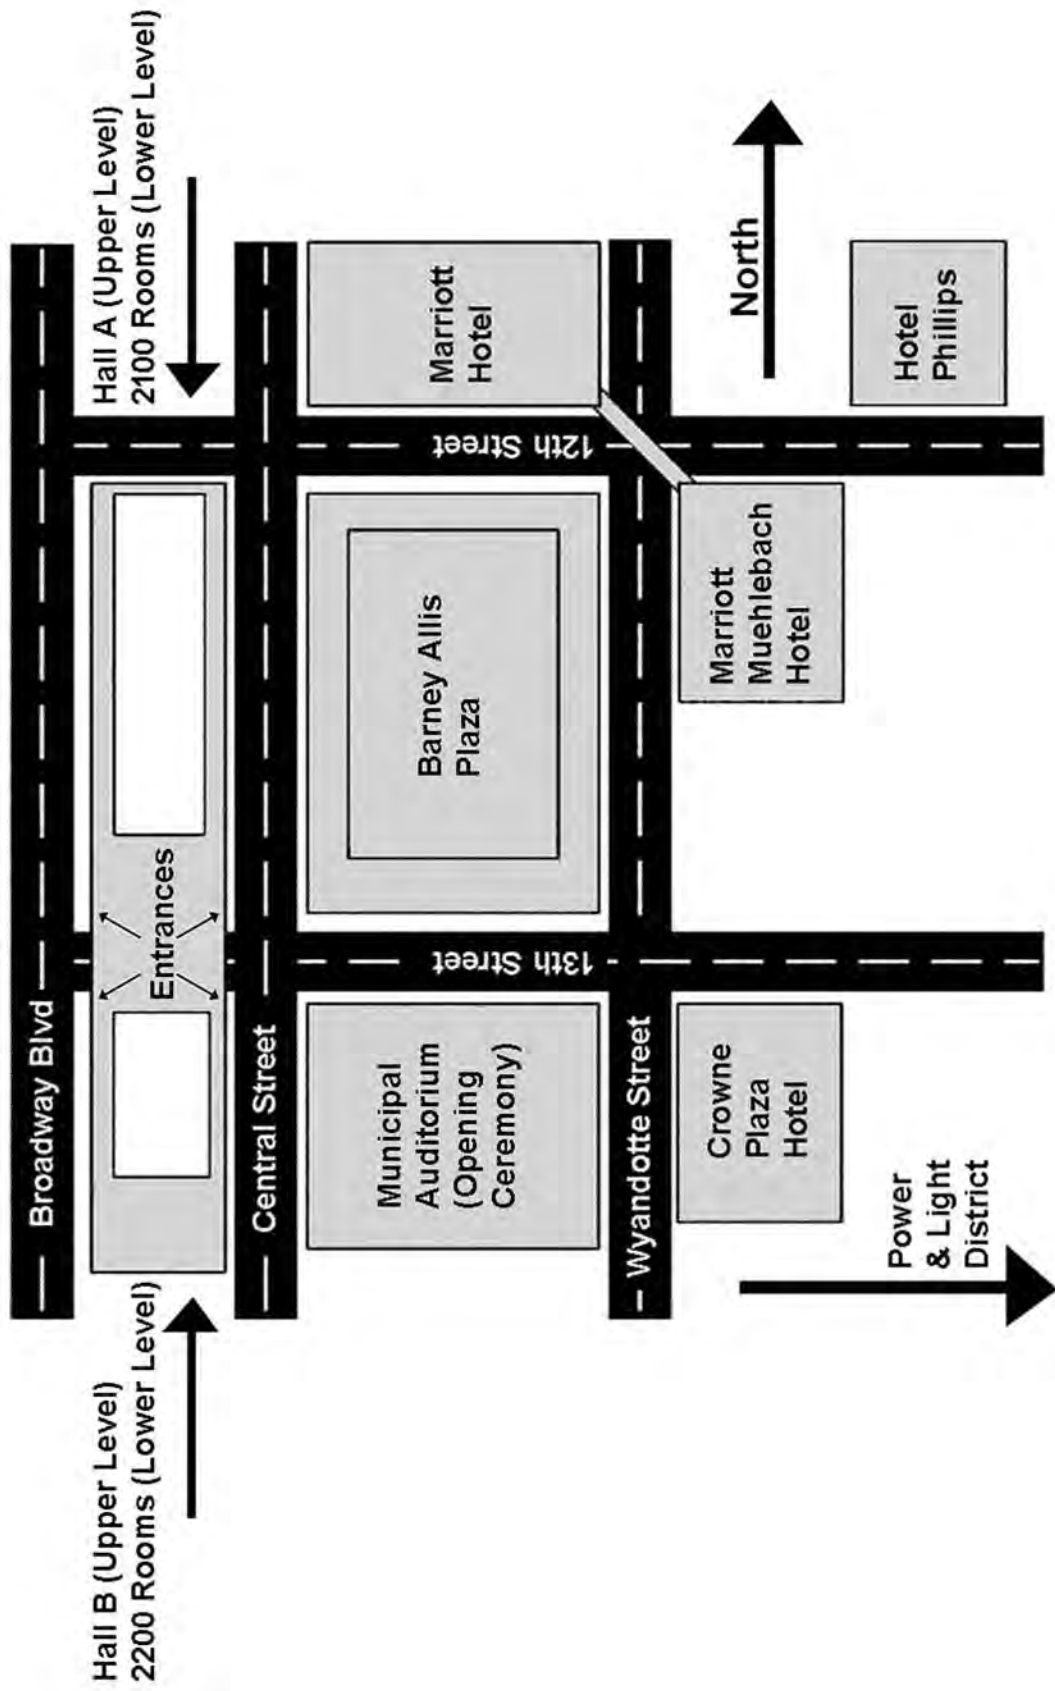 Hall B (Upper Level)
2200 Rooms (Lower Level)
Hall A (Upper Level)
2100 Rooms (Lower Level)
Broadway Blvd
Entrances
Central Street
Municipal
Auditorium
(Opening
Ceremony)
13th Street
Barney Allis
Plaza
12th Street
Marriott
Hotel
Wyandotte Street
Crowne
Plaza
Hotel
Marriott
Muehlebach
Hotel
North
Hotel
Phillips
Power
& Light
District